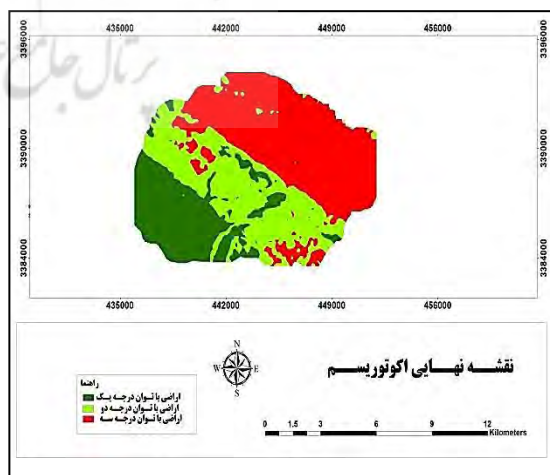 435000 442000 449000 456000
پرتال جامع
3396000 3396000
3390000 3390000
3384000 3384000
435000 442000 449000 456000
نقشه نهایی اکوتوریسم
N
W E
S
راهنما
اراضی با توان درجه یک
اراضی با توان درجه دو
اراضی با توان درجه سه
0 1.5 3 6 9 12
Kilometers